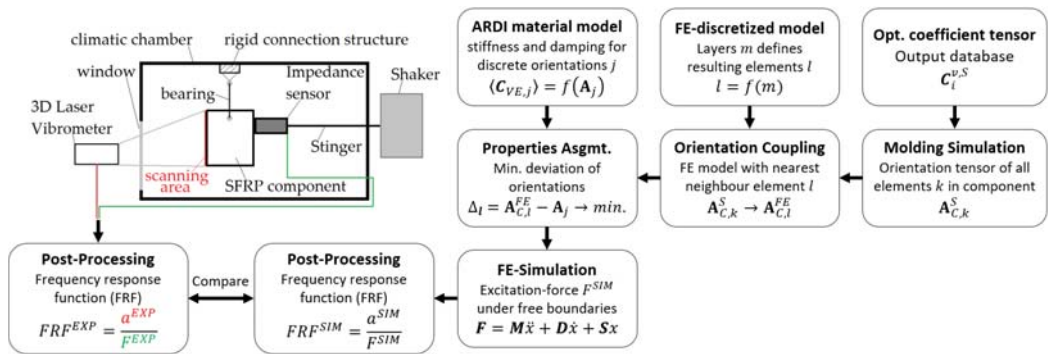 climatic chamber
rigid connection structure
window
Impedance
sensor
Shaker
bearing
3D Laser
Vibrometer
Stinger
scanning
area
SFRP component
ARDI material model
stiffness and damping for
discrete orientations j
⟨C_{VE,j}⟩ = f(A_j)
FE-discretized model
Layers m defines
resulting elements l
l = f(m)
Opt. coefficient tensor
Output database
C_i^{v,S}
Properties Asgmt.
Min. deviation of
orientations
Δ_l = A_{C,l}^{FE} − A_j → min.
Orientation Coupling
FE model with nearest
neighbour element l
A_{C,k}^S → A_{C,l}^{FE}
Molding Simulation
Orientation tensor of all
elements k in component
A_{C,k}^S
Post-Processing
Frequency response
function (FRF)
FRF^{EXP} = a^{EXP} / F^{EXP}
Compare
Post-Processing
Frequency response
function (FRF)
FRF^{SIM} = a^{SIM} / F^{SIM}
FE-Simulation
Excitation-force F^{SIM}
under free boundaries
F = Mẍ + Dẋ + Sx